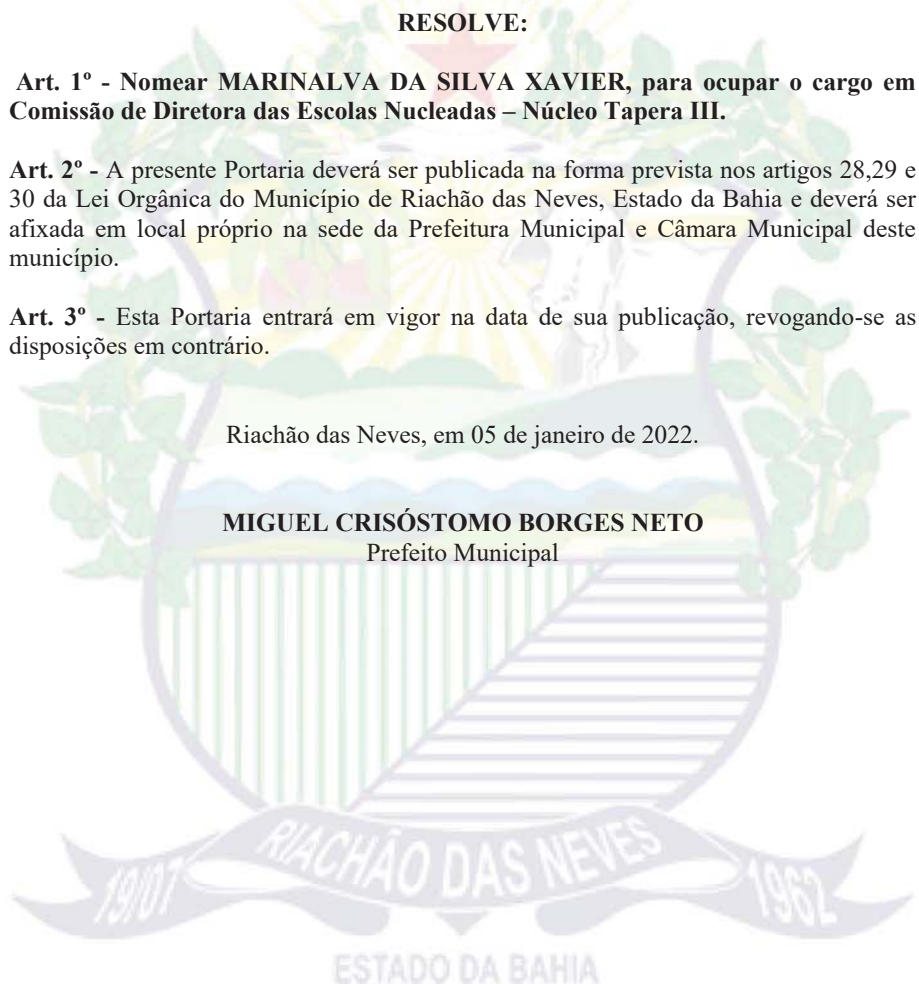 RESOLVE:
Art. 1º - Nomear MARINALVA DA SILVA XAVIER, para ocupar o cargo em
Comissão de Diretora das Escolas Nucleadas – Núcleo Tapera III.
Art. 2º - A presente Portaria deverá ser publicada na forma prevista nos artigos 28,29 e
30 da Lei Orgânica do Município de Riachão das Neves, Estado da Bahia e deverá ser
afixada em local próprio na sede da Prefeitura Municipal e Câmara Municipal deste
município.
Art. 3º - Esta Portaria entrará em vigor na data de sua publicação, revogando-se as
disposições em contrário.
Riachão das Neves, em 05 de janeiro de 2022.
MIGUEL CRISÓSTOMO BORGES NETO
Prefeito Municipal
19/07 RIACHÃO DAS NEVES 1962
ESTADO DA BAHIA